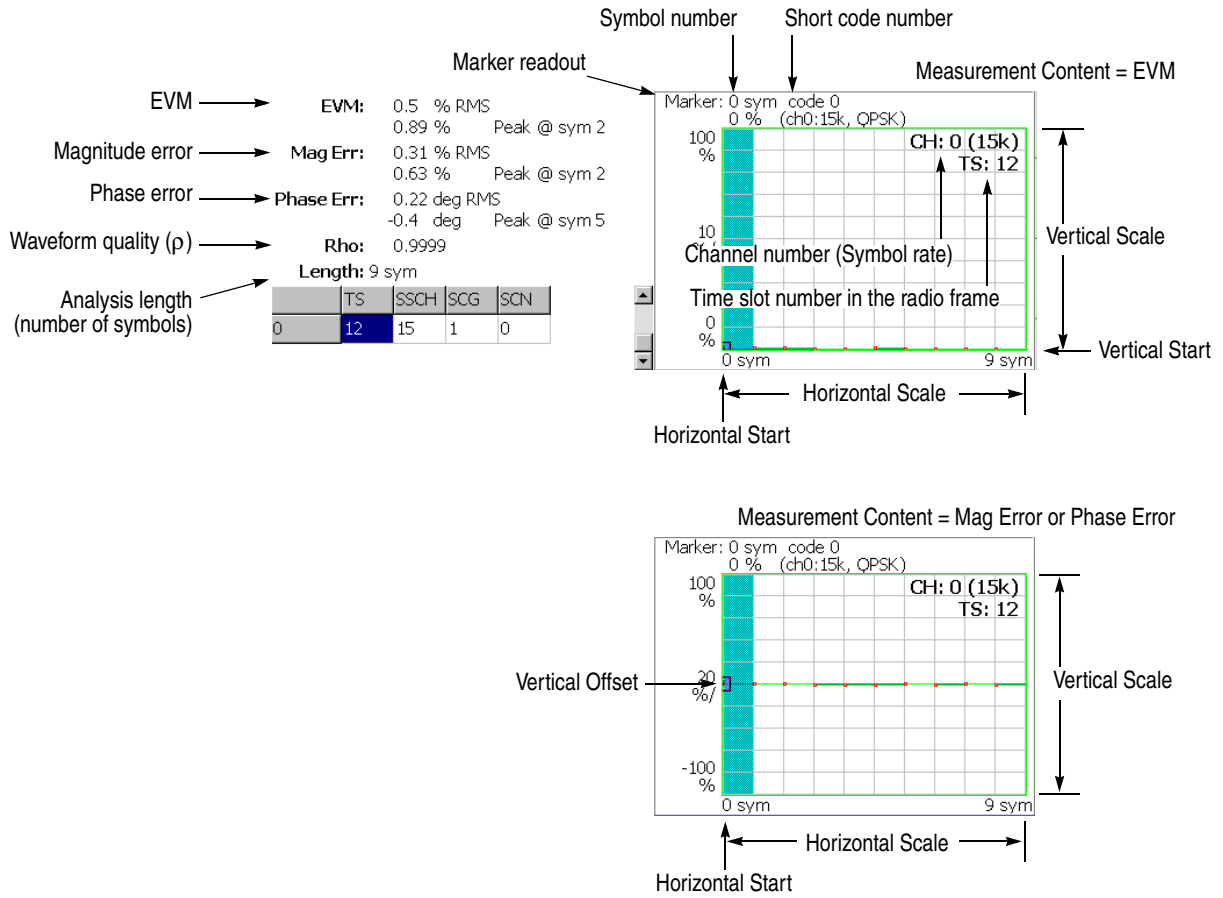 Symbol number
Short code number
Marker readout
Measurement Content = EVM
EVM
EVM: 0.5 % RMS
0.89 % Peak @ sym 2
Magnitude error
Mag Err: 0.31 % RMS
0.63 % Peak @ sym 2
Phase error
Phase Err: 0.22 deg RMS
-0.4 deg Peak @ sym 5
Waveform quality (ρ)
Rho: 0.9999
Length: 9 sym
Analysis length
(number of symbols)
TS SSCH SCG SCN
0 12 15 1 0
Marker: 0 sym code 0
0 % (ch0:15k, QPSK)
100
%
CH: 0 (15k)
TS: 12
10
Channel number (Symbol rate)
Vertical Scale
Time slot number in the radio frame
0
%
0 sym 9 sym
Vertical Start
Horizontal Scale
Horizontal Start
Measurement Content = Mag Error or Phase Error
Marker: 0 sym code 0
0 % (ch0:15k, QPSK)
100
%
CH: 0 (15k)
TS: 12
Vertical Offset
20
%/
Vertical Scale
-100
%
0 sym 9 sym
Horizontal Scale
Horizontal Start